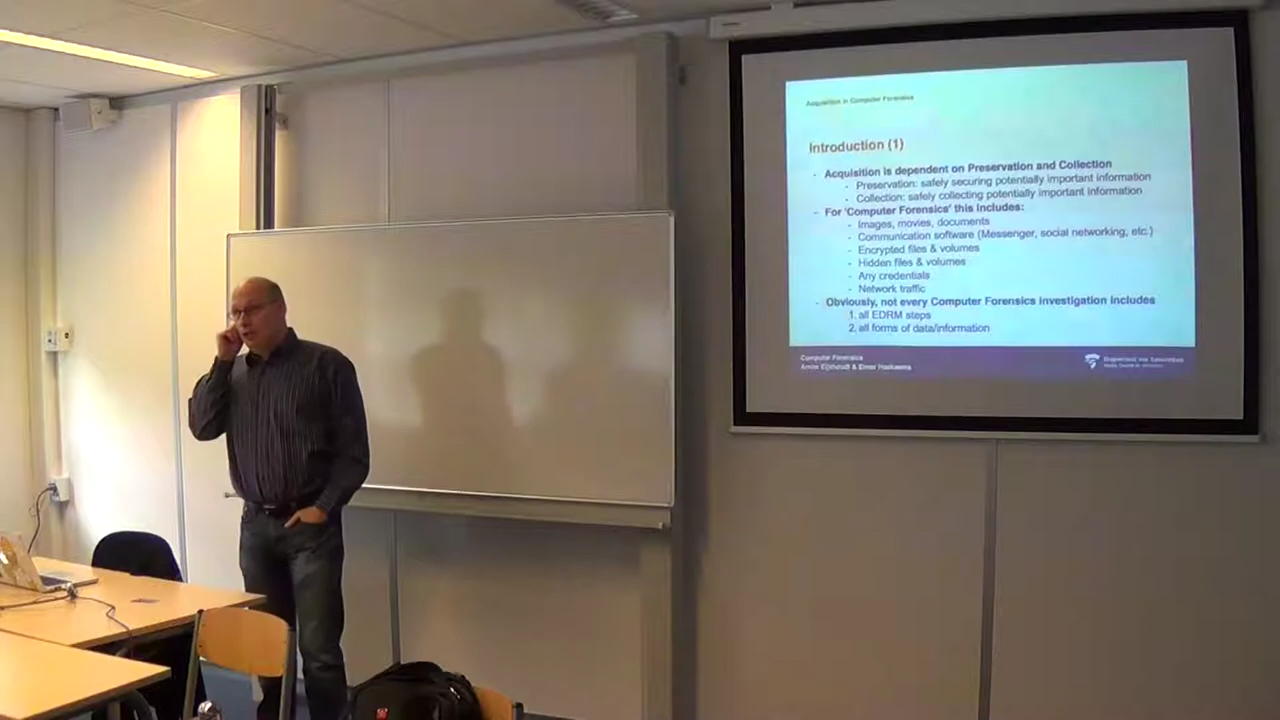 Acquisition in Computer Forensics
Introduction (1)
- Acquisition is dependent on Preservation and Collection
- Preservation: safely securing potentially important information
- Collection: safely collecting potentially important information
- For 'Computer Forensics' this includes:
- Images, movies, documents
- Communication software (Messenger, social networking, etc.)
- Encrypted files & volumes
- Hidden files & volumes
- Any credentials
- Network traffic
- Obviously, not every Computer Forensics investigation includes
1. all EDRM steps
2. all forms of data/information
Computer Forensics